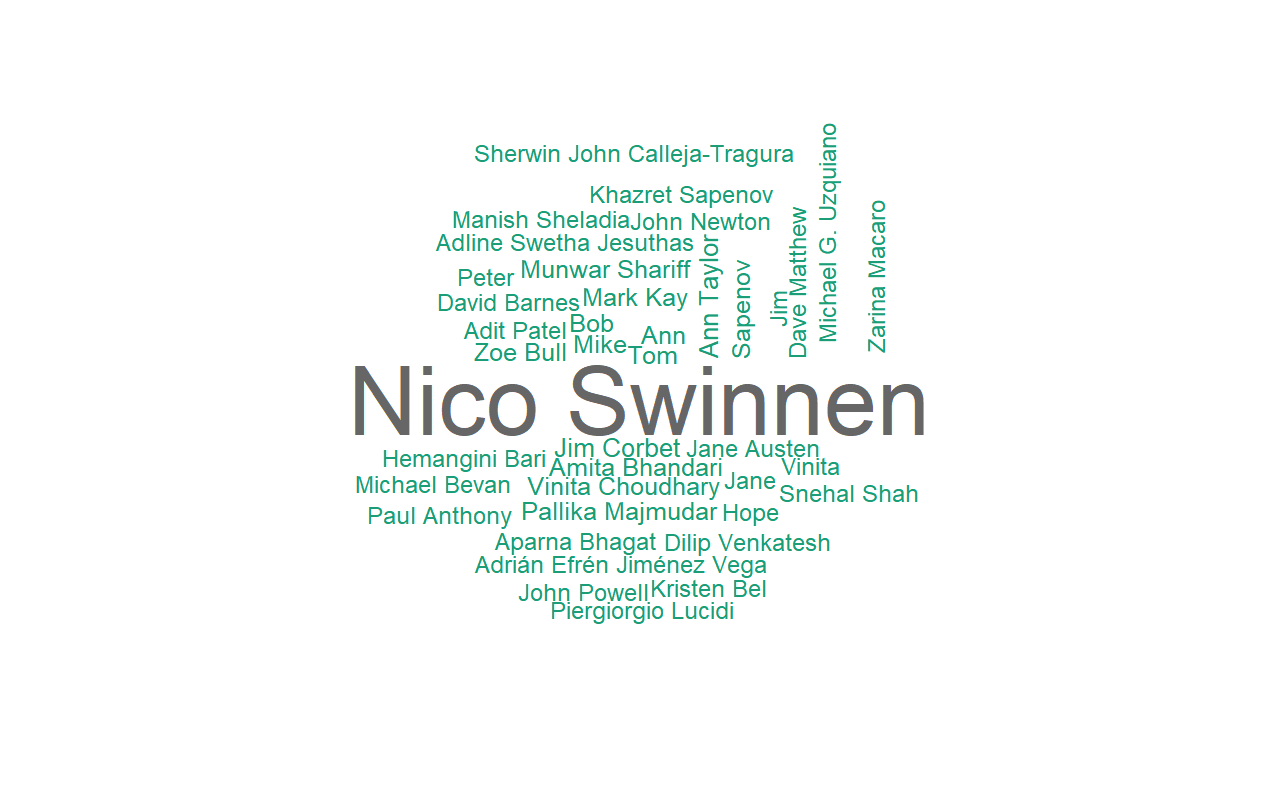 Sherwin John Calleja-Tragura
Khazret Sapenov
Manish Sheladia
John Newton
Adline Swetha Jesuthas
Munwar Shariff
Peter
David Barnes
Mark Kay
Adit Patel
Bob
Ann
Zoe Bull
Mike
Tom
Ann Taylor
Sapenov
Jim
Dave Matthew
Michael G. Uzquiano
Zarina Macaro
Nico Swinnen
Jim Corbet
Jane Austen
Hemangini Bari
Amita Bhandari
Vinita
Michael Bevan
Vinita Choudhary
Jane
Snehal Shah
Paul Anthony
Pallika Majmudar
Hope
Aparna Bhagat
Dilip Venkatesh
Adrián Efrén Jiménez Vega
John Powell
Kristen Bel
Piergiorgio Lucidi